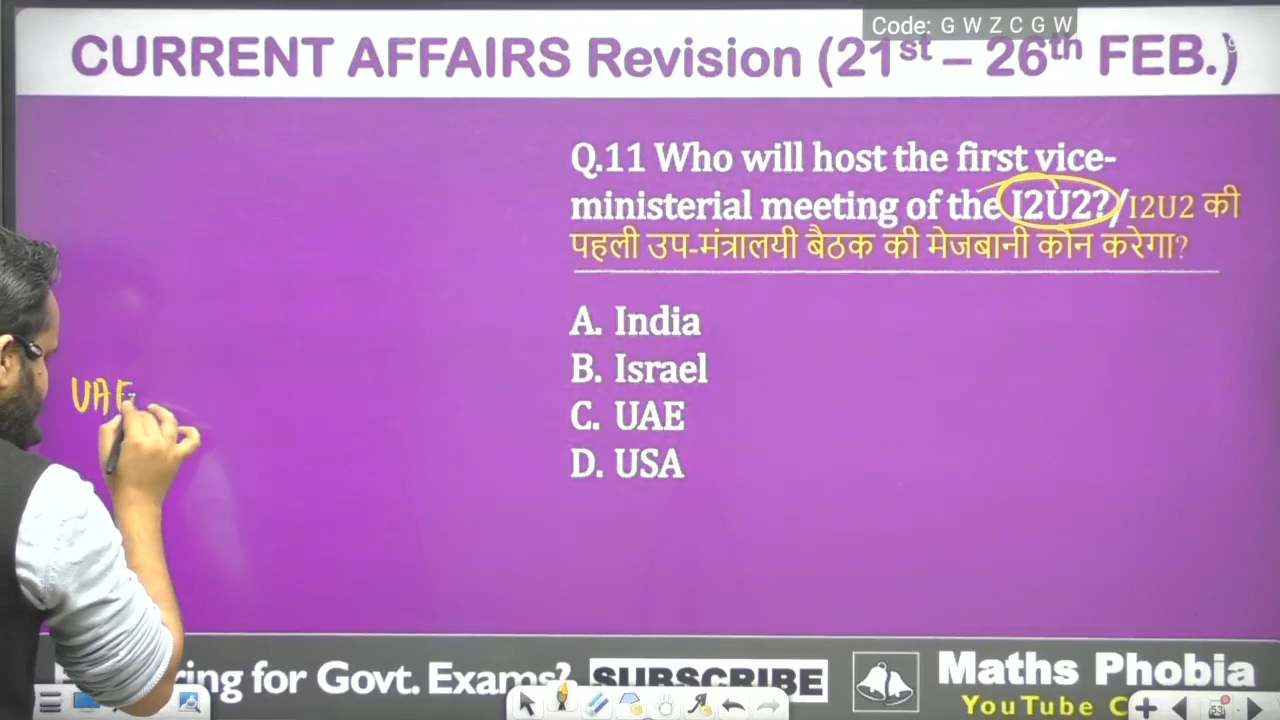 Code: G W Z C G W
CURRENT AFFAIRS Revision (21st – 26th FEB.)
Q.11 Who will host the first vice-
ministerial meeting of the I2U2?/I2U2 की
पहली उप-मंत्रालयी बैठक की मेजबानी कौन करेगा?
A. India
B. Israel
C. UAE
D. USA
UAE
ring for Govt. Exams? SUBSCRIBE
Maths Phobia
YouTube C
53